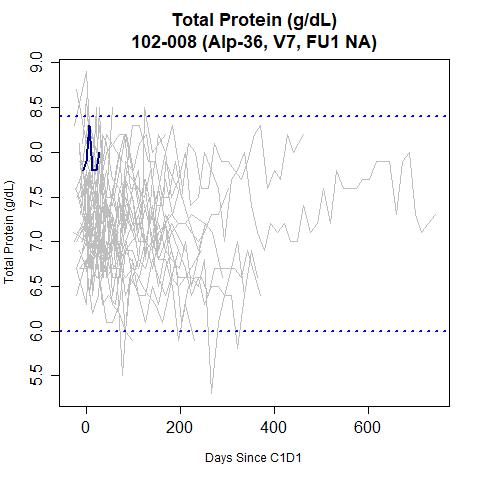 Total Protein (g/dL)
102-008 (Alp-36, V7, FU1 NA)
Total Protein (g/dL)
9.0
8.5
8.0
7.5
7.0
6.5
6.0
5.5
0 200 400 600
Days Since C1D1